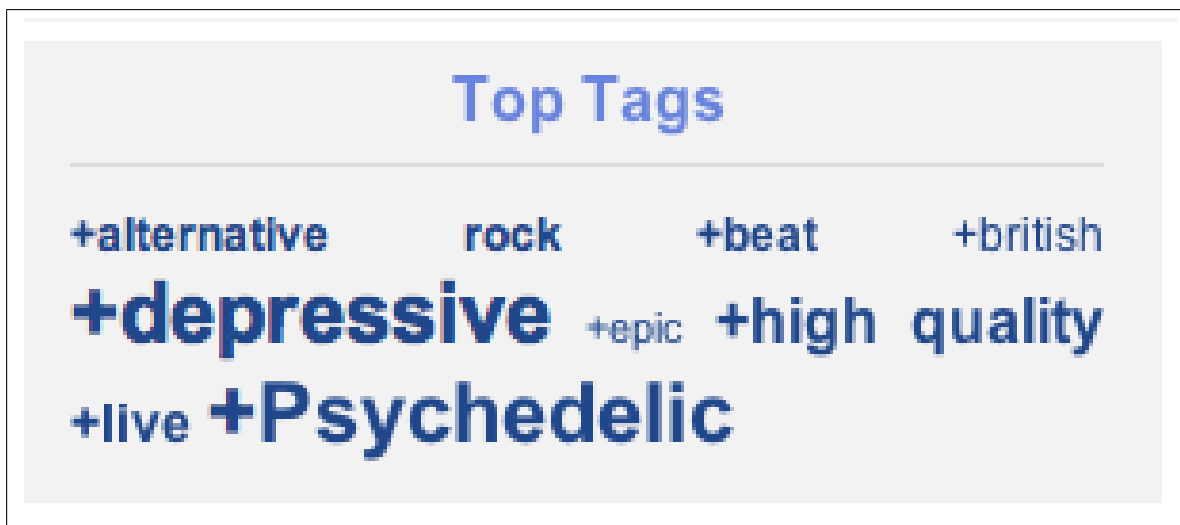 Top Tags
+alternative rock +beat +british
+depressive +epic +high quality
+live +Psychedelic